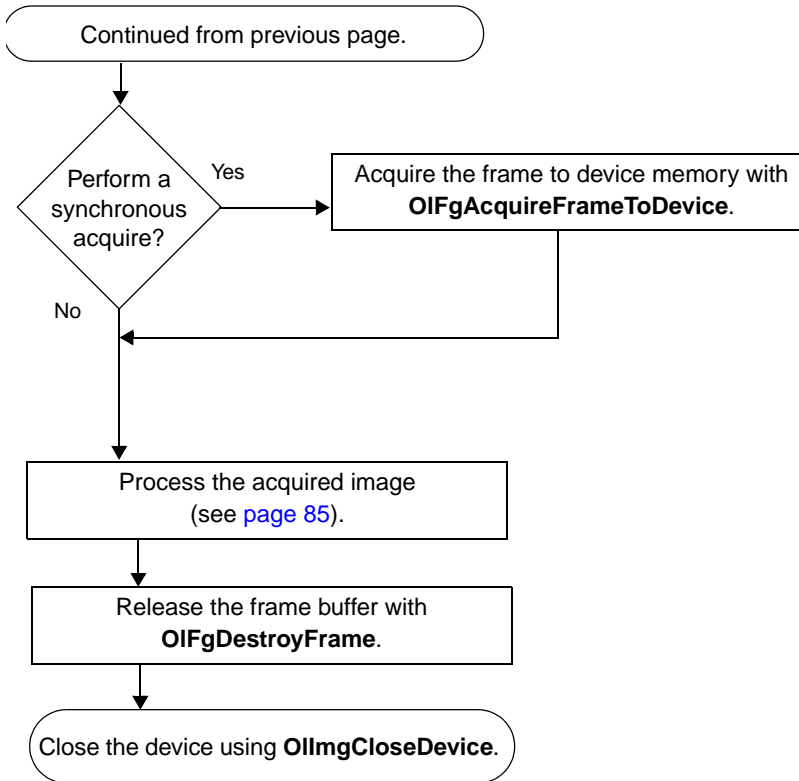 Continued from previous page.
Perform a
synchronous
acquire?
Yes
Acquire the frame to device memory with
OlFgAcquireFrameToDevice.
No
Process the acquired image
(see page 85).
Release the frame buffer with
OlFgDestroyFrame.
Close the device using OlImgCloseDevice.